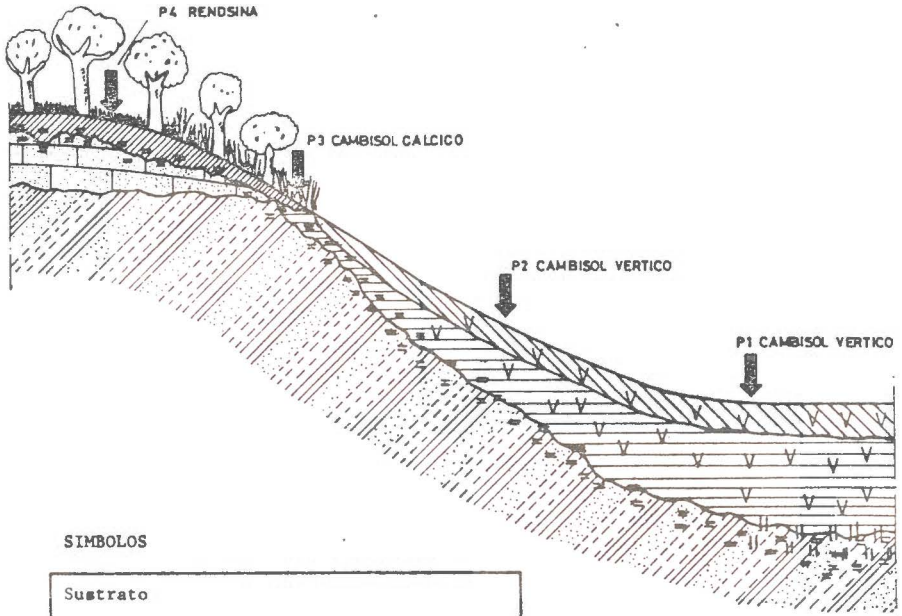 P4 RENDSINA
P3 CAMBISOL CALCICO
P2 CAMBISOL VERTICO
P1 CAMBISOL VERTICO
SIMBOLOS
Sustrato